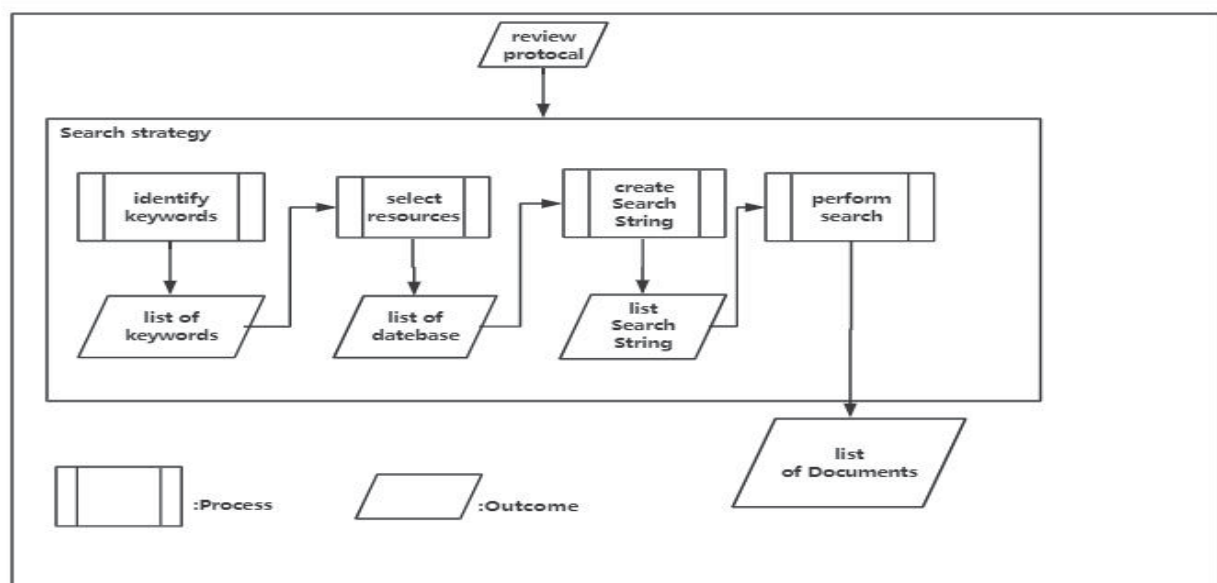 review
protocal
Search strategy
identify
keywords
select
resources
create
Search
String
perform
search
list of
keywords
list of
datebase
list
Search
String
list
of Documents
:Process
:Outcome